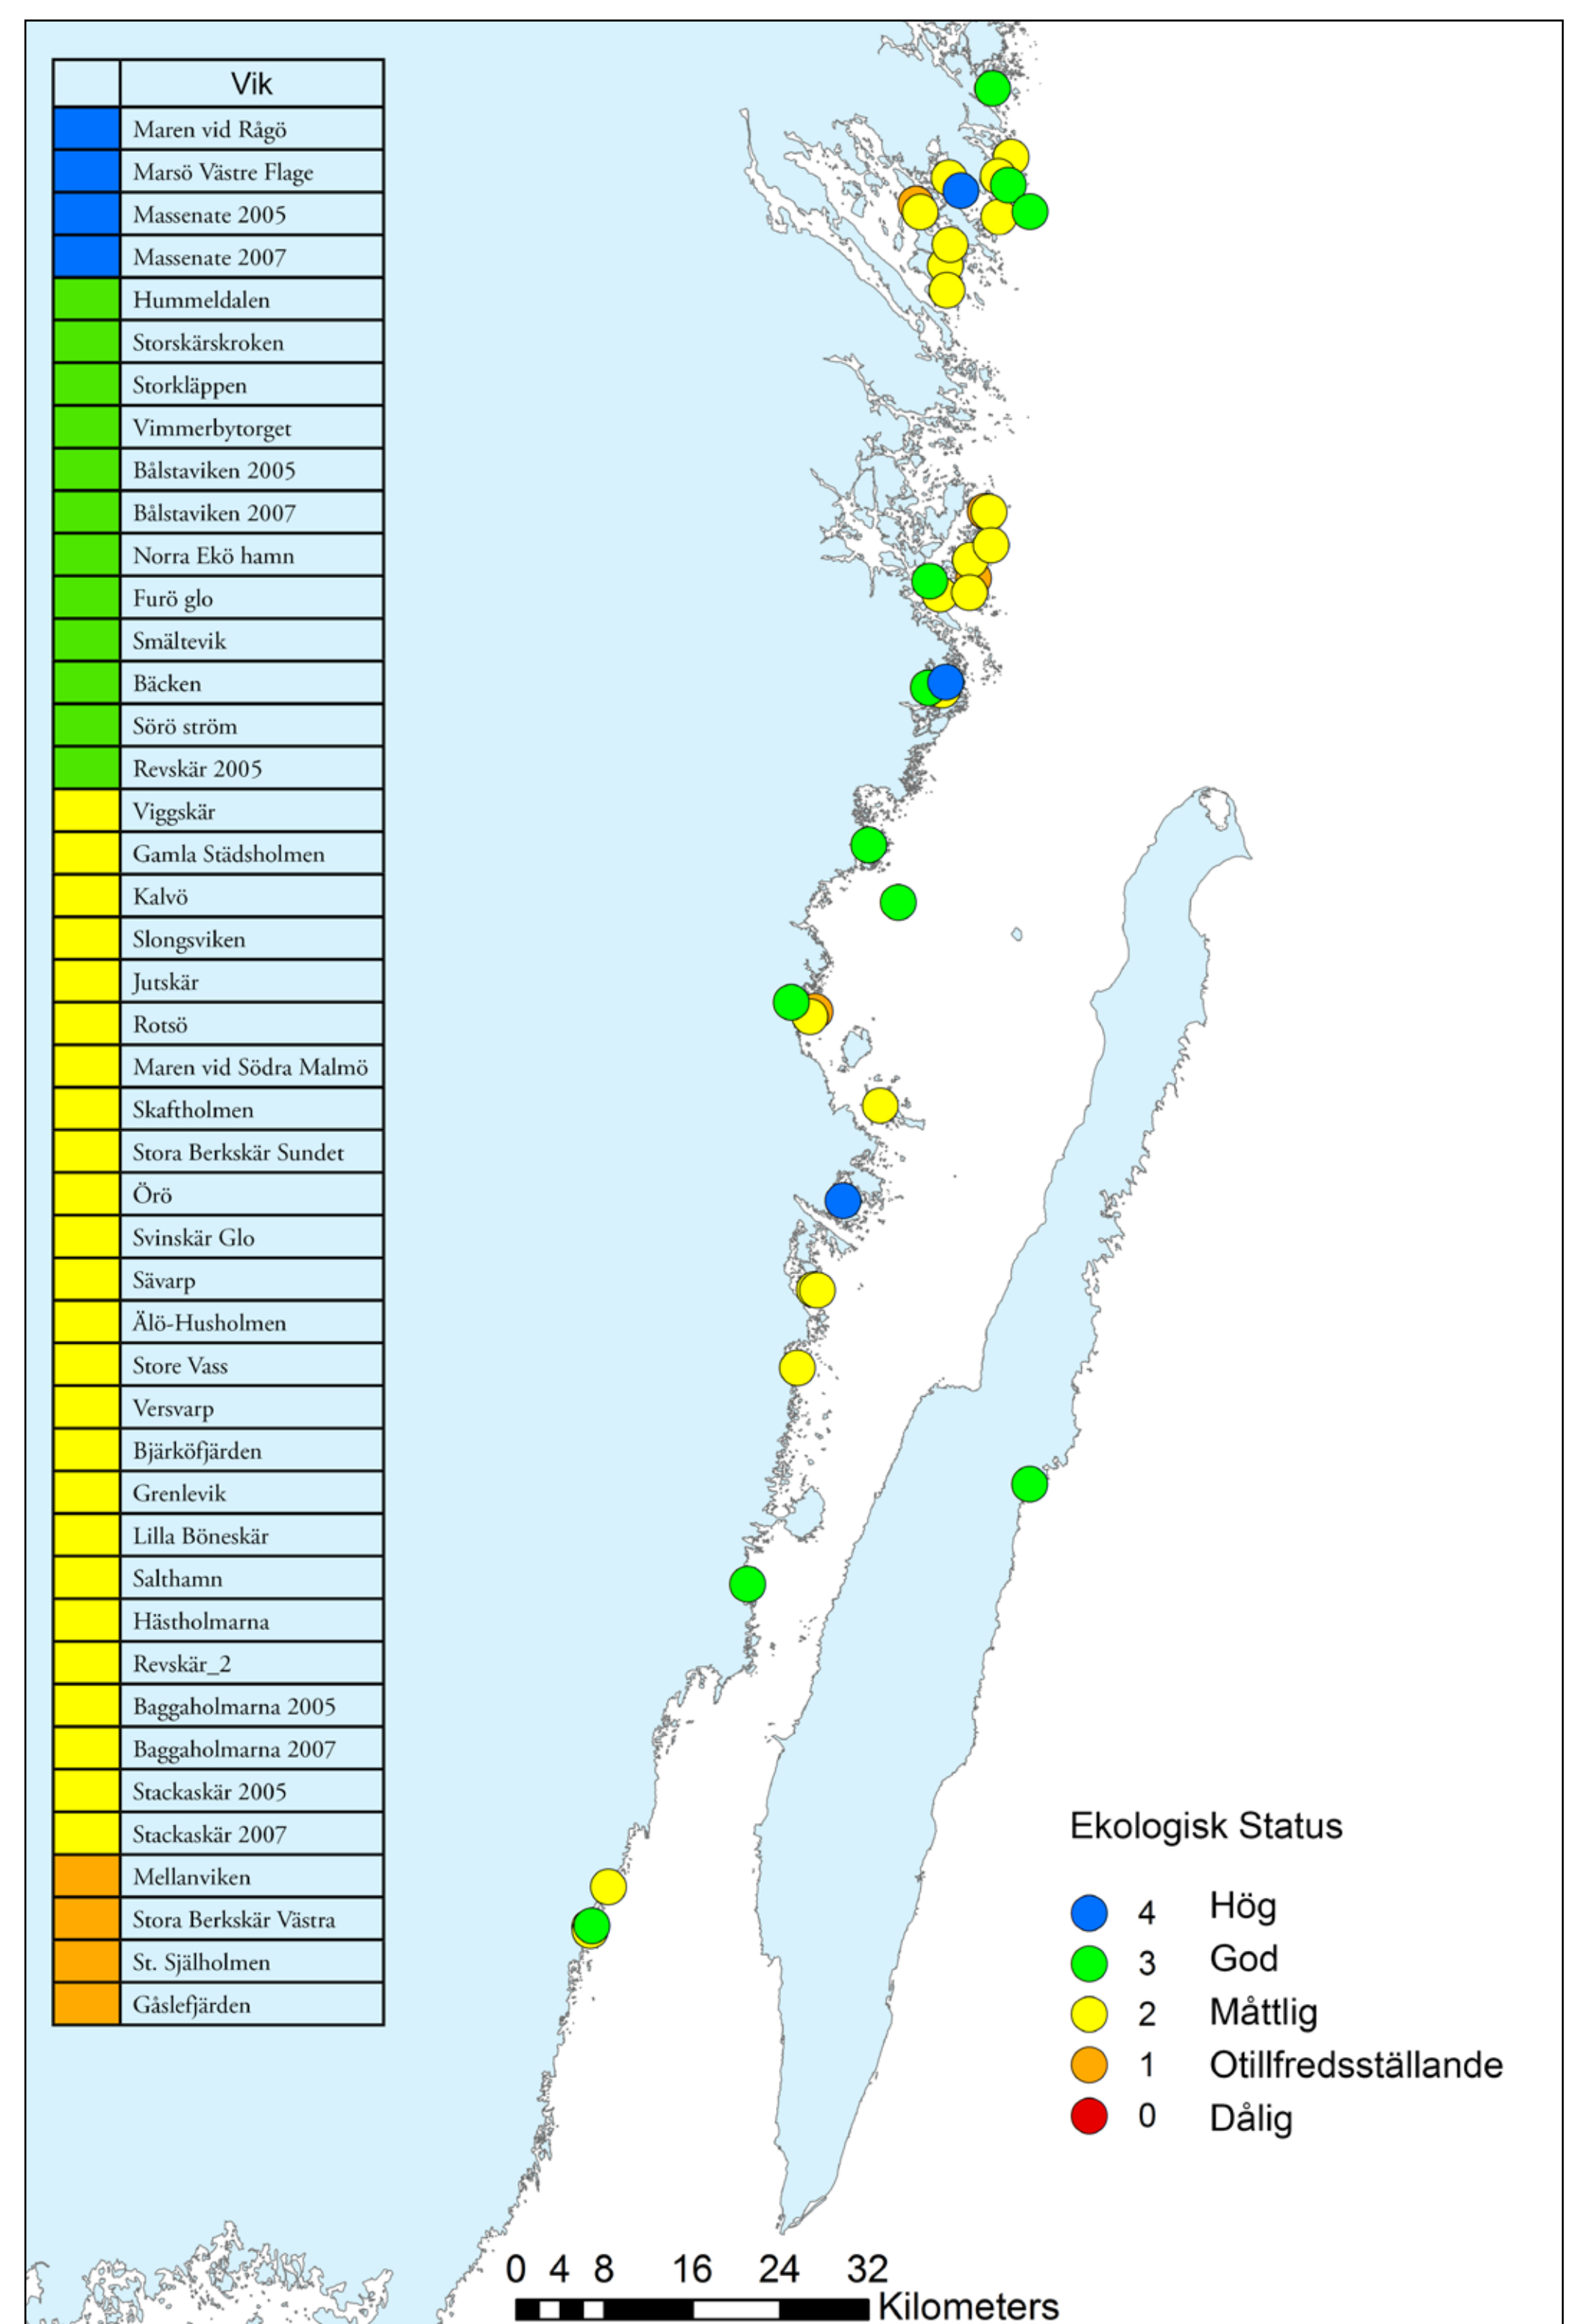 Vik
Maren vid Rågö
Marsö Västre Flage
Massenate 2005
Massenate 2007
Hummeldalen
Storskärskroken
Storkläppen
Vimmerbytorget
Bålstaviken 2005
Bålstaviken 2007
Norra Ekö hamn
Furö glo
Smältevik
Bäcken
Sörö ström
Revskär 2005
Viggskär
Gamla Städsholmen
Kalvö
Slongsviken
Jutskär
Rotsö
Maren vid Södra Malmö
Skaftholmen
Stora Berkskär Sundet
Örö
Svinskär Glo
Sävarp
Älö-Husholmen
Store Vass
Versvarp
Bjärköfjärden
Grenlevik
Lilla Böneskär
Salthamn
Hästholmarna
Revskär_2
Baggaholmarna 2005
Baggaholmarna 2007
Stackaskär 2005
Stackaskär 2007
Mellanviken
Stora Berkskär Västra
St. Själholmen
Gåslefjärden
Ekologisk Status
4 Hög
3 God
2 Måttlig
1 Otillfredsställande
0 Dålig
0 4 8 16 24 32
Kilometers